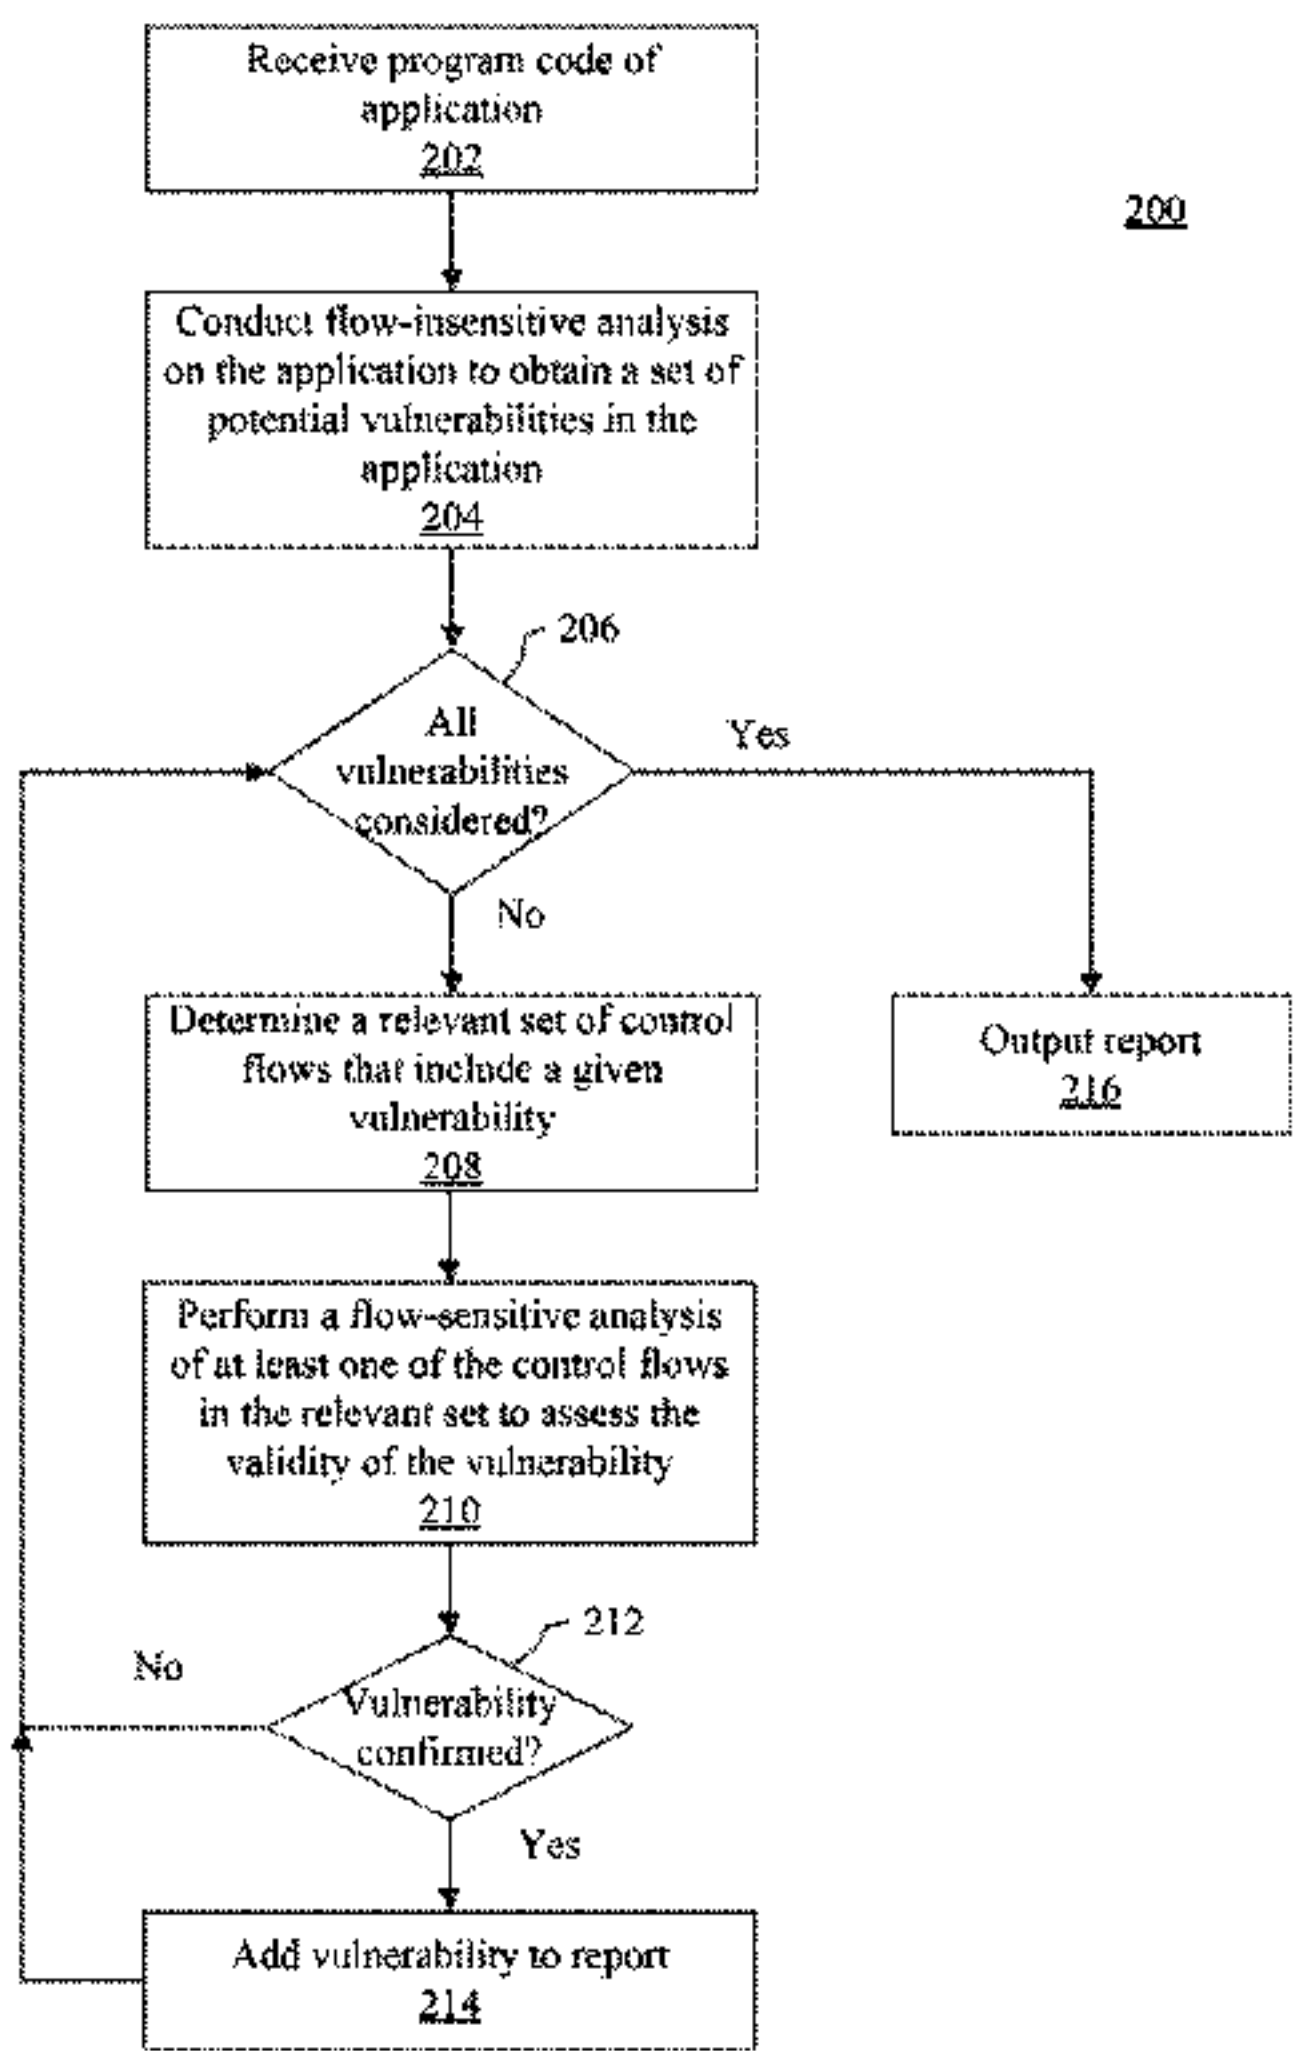 Receive program code of
application
202
200
Conduct flow-insensitive analysis
on the application to obtain a set of
potential vulnerabilities in the
application
204
206
All
vulnerabilities
considered?
Yes
No
Determine a relevant set of control
flows that include a given
vulnerability
208
Output report
216
Perform a flow-sensitive analysis
of at least one of the control flows
in the relevant set to assess the
validity of the vulnerability
210
212
No
Vulnerability
confirmed?
Yes
Add vulnerability to report
214